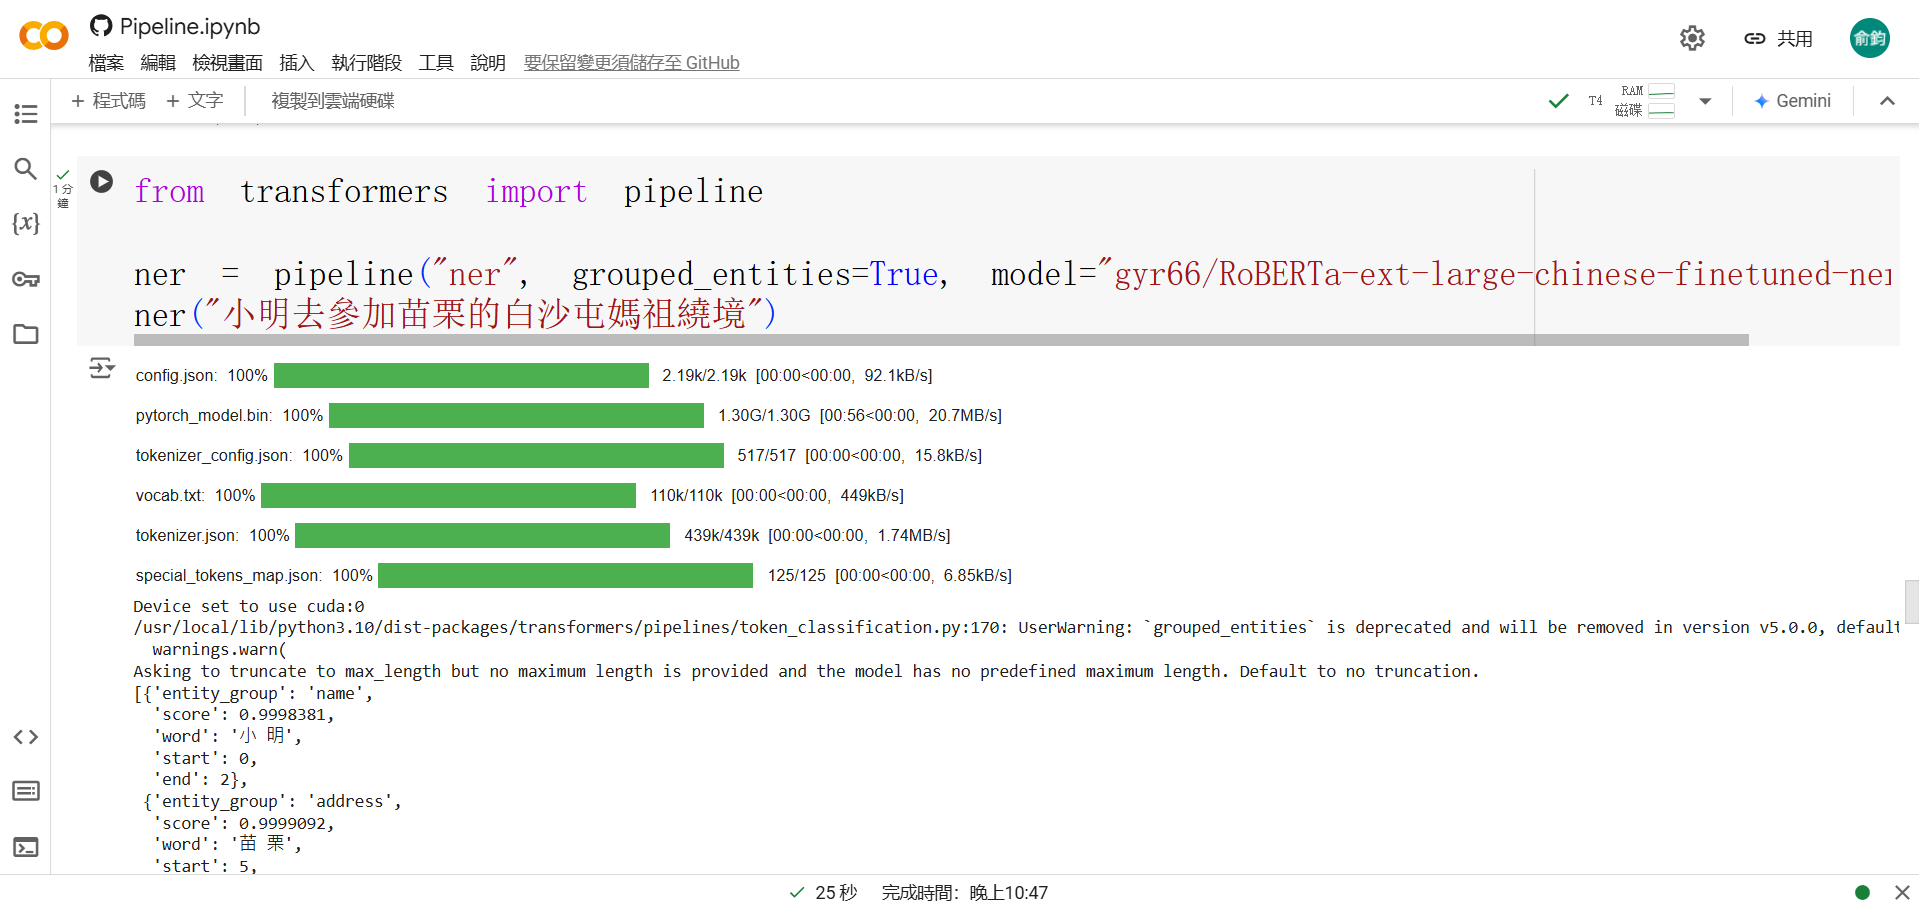 Pipeline.ipynb
檔案 編輯 檢視畫面 插入 執行階段 工具 說明 要保留變更須儲存至 GitHub
共用
俞鈞
+ 程式碼 + 文字 複製到雲端硬碟
T4 RAM 磁碟 Gemini
1 分鐘
from transformers import pipeline
ner = pipeline("ner", grouped_entities=True, model="gyr66/RoBERTa-ext-large-chinese-finetuned-ner
ner("小明去參加苗栗的白沙屯媽祖繞境")
config.json: 100% 2.19k/2.19k [00:00<00:00, 92.1kB/s]
pytorch_model.bin: 100% 1.30G/1.30G [00:56<00:00, 20.7MB/s]
tokenizer_config.json: 100% 517/517 [00:00<00:00, 15.8kB/s]
vocab.txt: 100% 110k/110k [00:00<00:00, 449kB/s]
tokenizer.json: 100% 439k/439k [00:00<00:00, 1.74MB/s]
special_tokens_map.json: 100% 125/125 [00:00<00:00, 6.85kB/s]
Device set to use cuda:0
/usr/local/lib/python3.10/dist-packages/transformers/pipelines/token_classification.py:170: UserWarning: `grouped_entities` is deprecated and will be removed in version v5.0.0, default
warnings.warn(
Asking to truncate to max_length but no maximum length is provided and the model has no predefined maximum length. Default to no truncation.
[{'entity_group': 'name',
'score': 0.9998381,
'word': '小 明',
'start': 0,
'end': 2},
{'entity_group': 'address',
'score': 0.9999092,
'word': '苗 栗',
'start': 5,
25 秒 完成時間: 晚上10:47